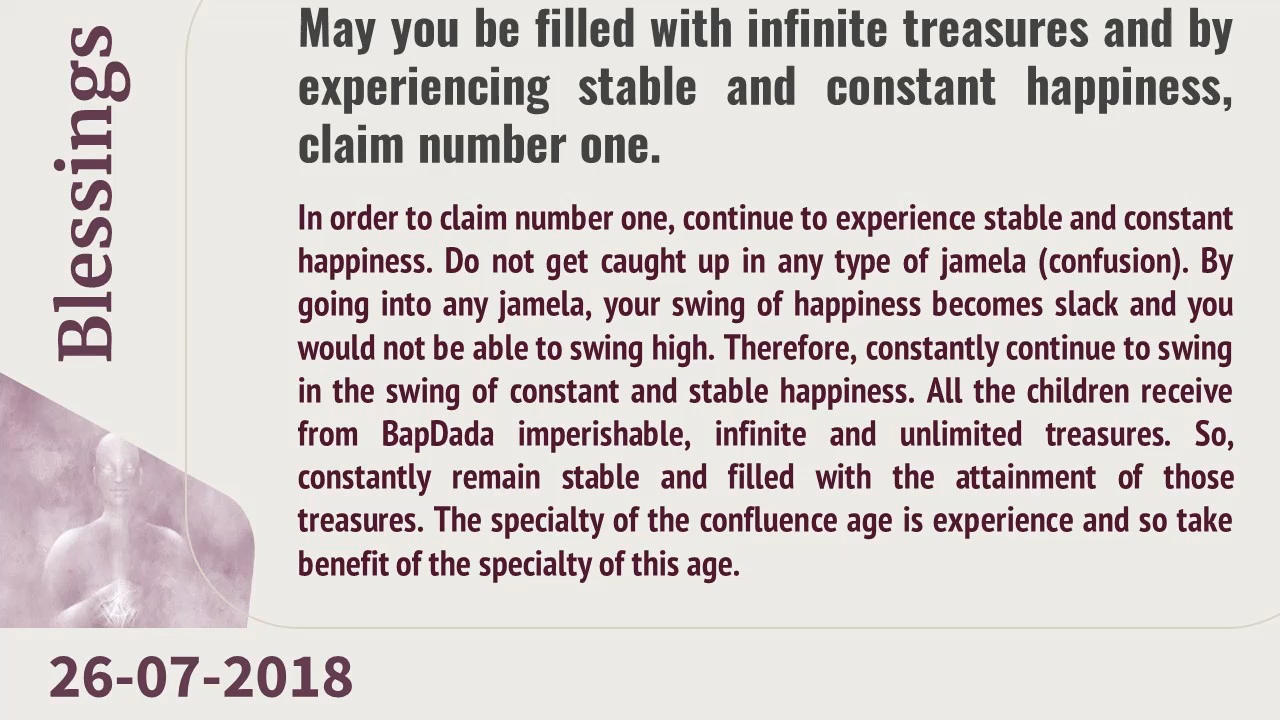 Blessings
May you be filled with infinite treasures and by
experiencing stable and constant happiness,
claim number one.
In order to claim number one, continue to experience stable and constant
happiness. Do not get caught up in any type of jamela (confusion). By
going into any jamela, your swing of happiness becomes slack and you
would not be able to swing high. Therefore, constantly continue to swing
in the swing of constant and stable happiness. All the children receive
from BapDada imperishable, infinite and unlimited treasures. So,
constantly remain stable and filled with the attainment of those
treasures. The specialty of the confluence age is experience and so take
benefit of the specialty of this age.
26-07-2018